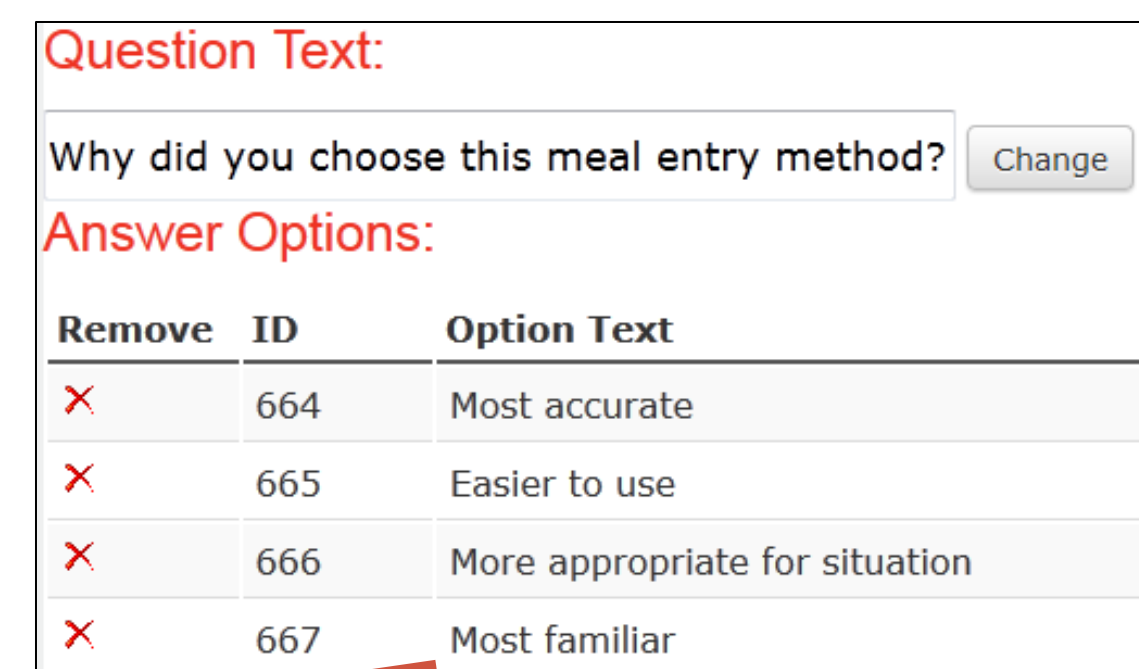 Question Text:
Why did you choose this meal entry method? Change
Answer Options:
Remove ID Option Text
664 Most accurate
665 Easier to use
666 More appropriate for situation
667 Most familiar